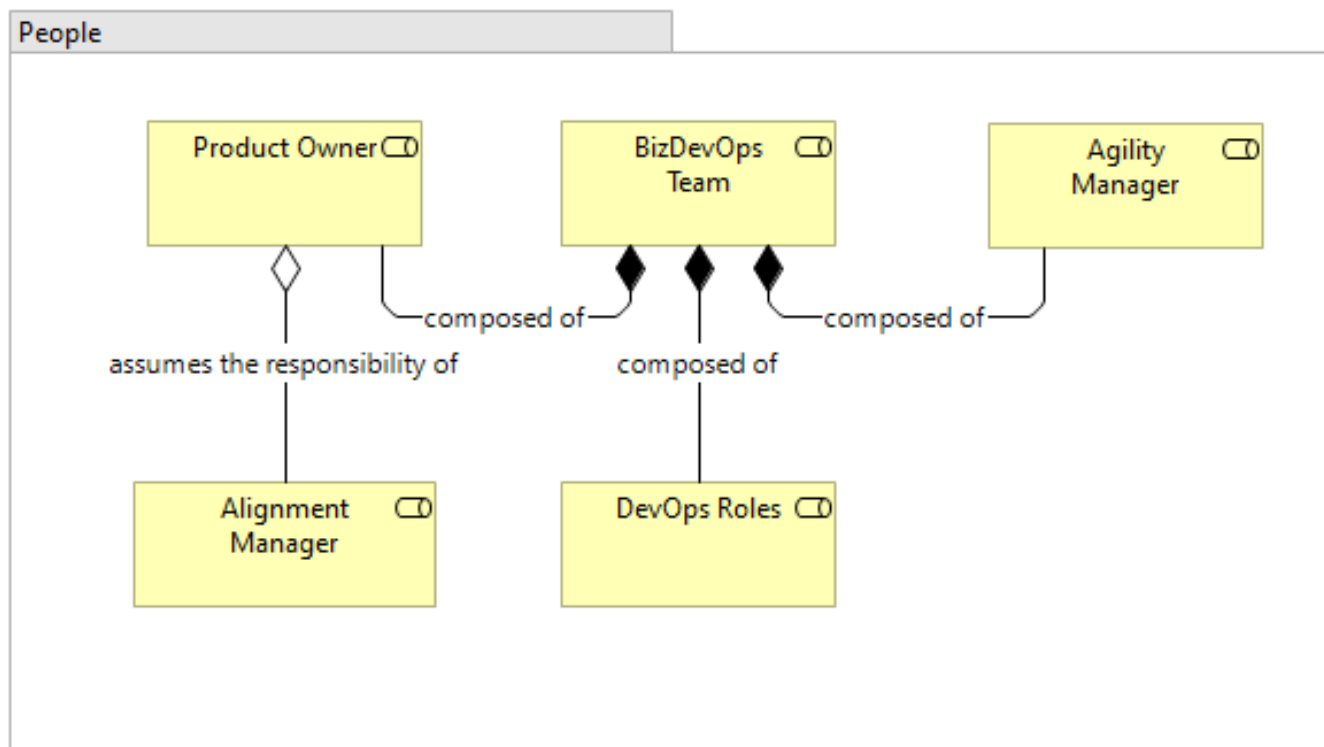 People
Product Owner
BizDevOps
Team
Agility
Manager
composed of
composed of
assumes the responsibility of
composed of
Alignment
Manager
DevOps Roles